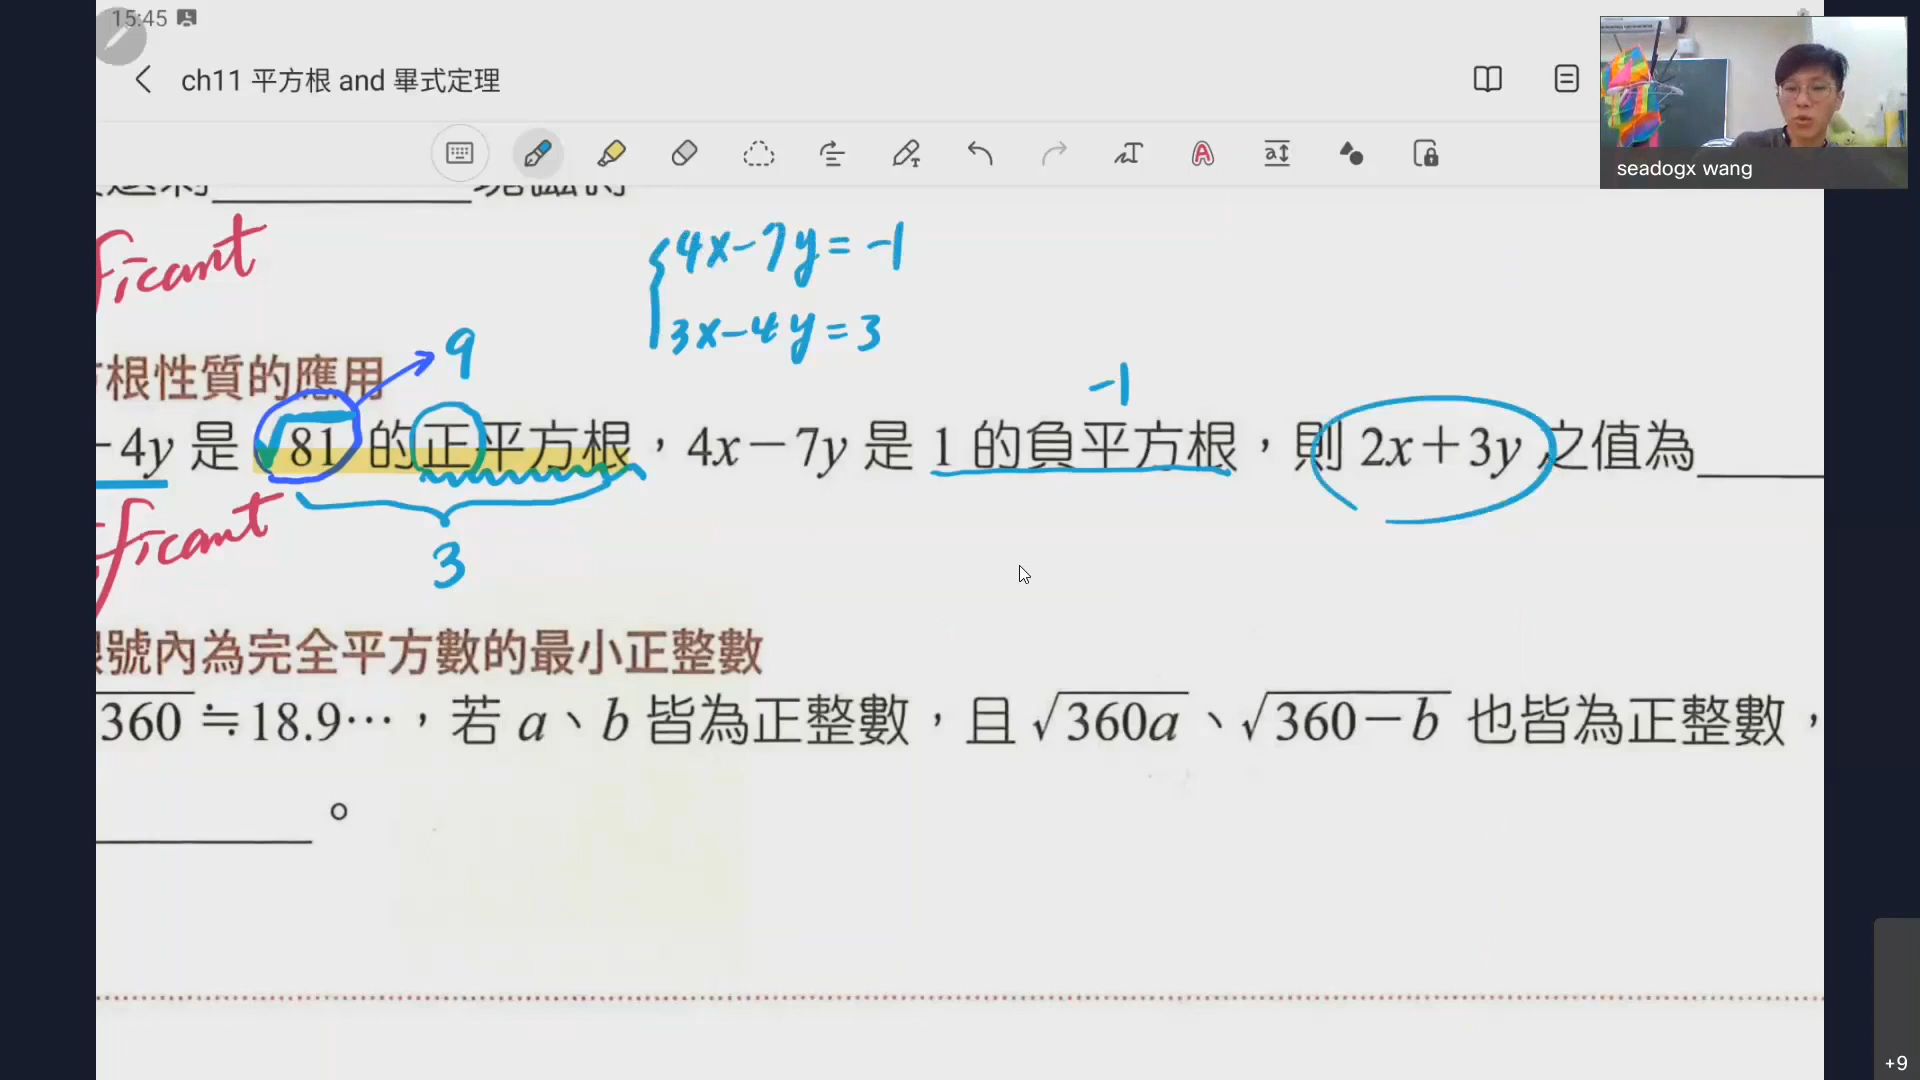 15:45
ch11 平方根 and 畢式定理
seadogx wang
ficant
4x-7y=-1
3x-4y=3
9
根性質的應用
-1
-4y 是 √81 的正平方根,4x-7y 是 1 的負平方根,則 2x+3y 之值為
ficant
3
號內為完全平方數的最小正整數
360≒18.9⋯,若 a、b 皆為正整數,且 √360a、√360-b 也皆為正整數,
。
+9